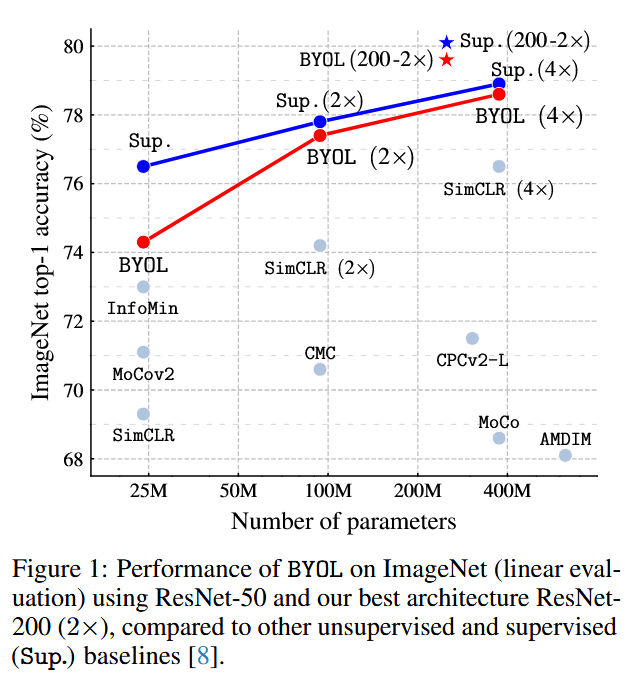 80
78
76
74
72
70
68
ImageNet top-1 accuracy (%)
Sup.(200-2×)
BYOL (200-2×)
Sup.(4×)
Sup.(2×)
BYOL (4×)
Sup.
BYOL (2×)
SimCLR (4×)
BYOL
SimCLR (2×)
InfoMin
CMC
CPCv2-L
MoCov2
MoCo
SimCLR
AMDIM
25M 50M 100M 200M 400M
Number of parameters
Figure 1: Performance of BYOL on ImageNet (linear eval-
uation) using ResNet-50 and our best architecture ResNet-
200 (2×), compared to other unsupervised and supervised
(Sup.) baselines [8].